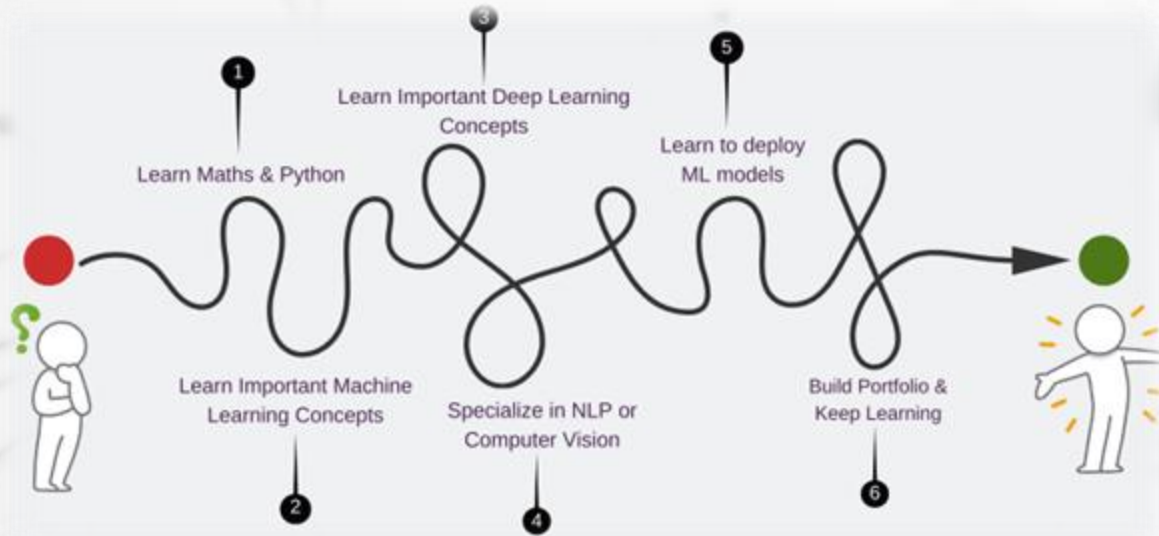 1
Learn Maths & Python
2
Learn Important Machine
Learning Concepts
3
Learn Important Deep Learning
Concepts
4
Specialize in NLP or
Computer Vision
5
Learn to deploy
ML models
6
Build Portfolio &
Keep Learning
?